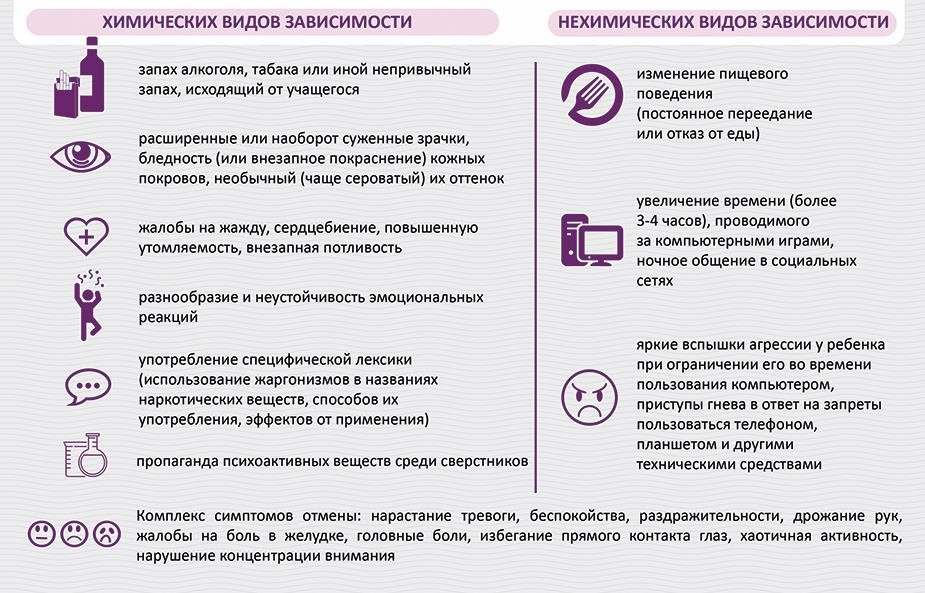 ХИМИЧЕСКИХ ВИДОВ ЗАВИСИМОСТИ
запах алкоголя, табака или иной непривычный
запах, исходящий от учащегося
расширенные или наоборот суженные зрачки,
бледность (или внезапное покраснение) кожных
покровов, необычный (чаще сероватый) их оттенок
жалобы на жажду, сердцебиение, повышенную
утомляемость, внезапная потливость
разнообразие и неустойчивость эмоциональных
реакций
употребление специфической лексики
(использование жаргонизмов в названиях
наркотических веществ, способов их
употребления, эффектов от применения)
пропаганда психоактивных веществ среди сверстников
НЕХИМИЧЕСКИХ ВИДОВ ЗАВИСИМОСТИ
изменение пищевого
поведения
(постоянное переедание
или отказ от еды)
увеличение времени (более
3-4 часов), проводимого
за компьютерными играми,
ночное общение в социальных
сетях
яркие вспышки агрессии у ребенка
при ограничении его во времени
пользования компьютером,
приступы гнева в ответ на запреты
пользоваться телефоном,
планшетом и другими
техническими средствами
Комплекс симптомов отмены: нарастание тревоги, беспокойства, раздражительности, дрожание рук,
жалобы на боль в желудке, головные боли, избегание прямого контакта глаз, хаотичная активность,
нарушение концентрации внимания